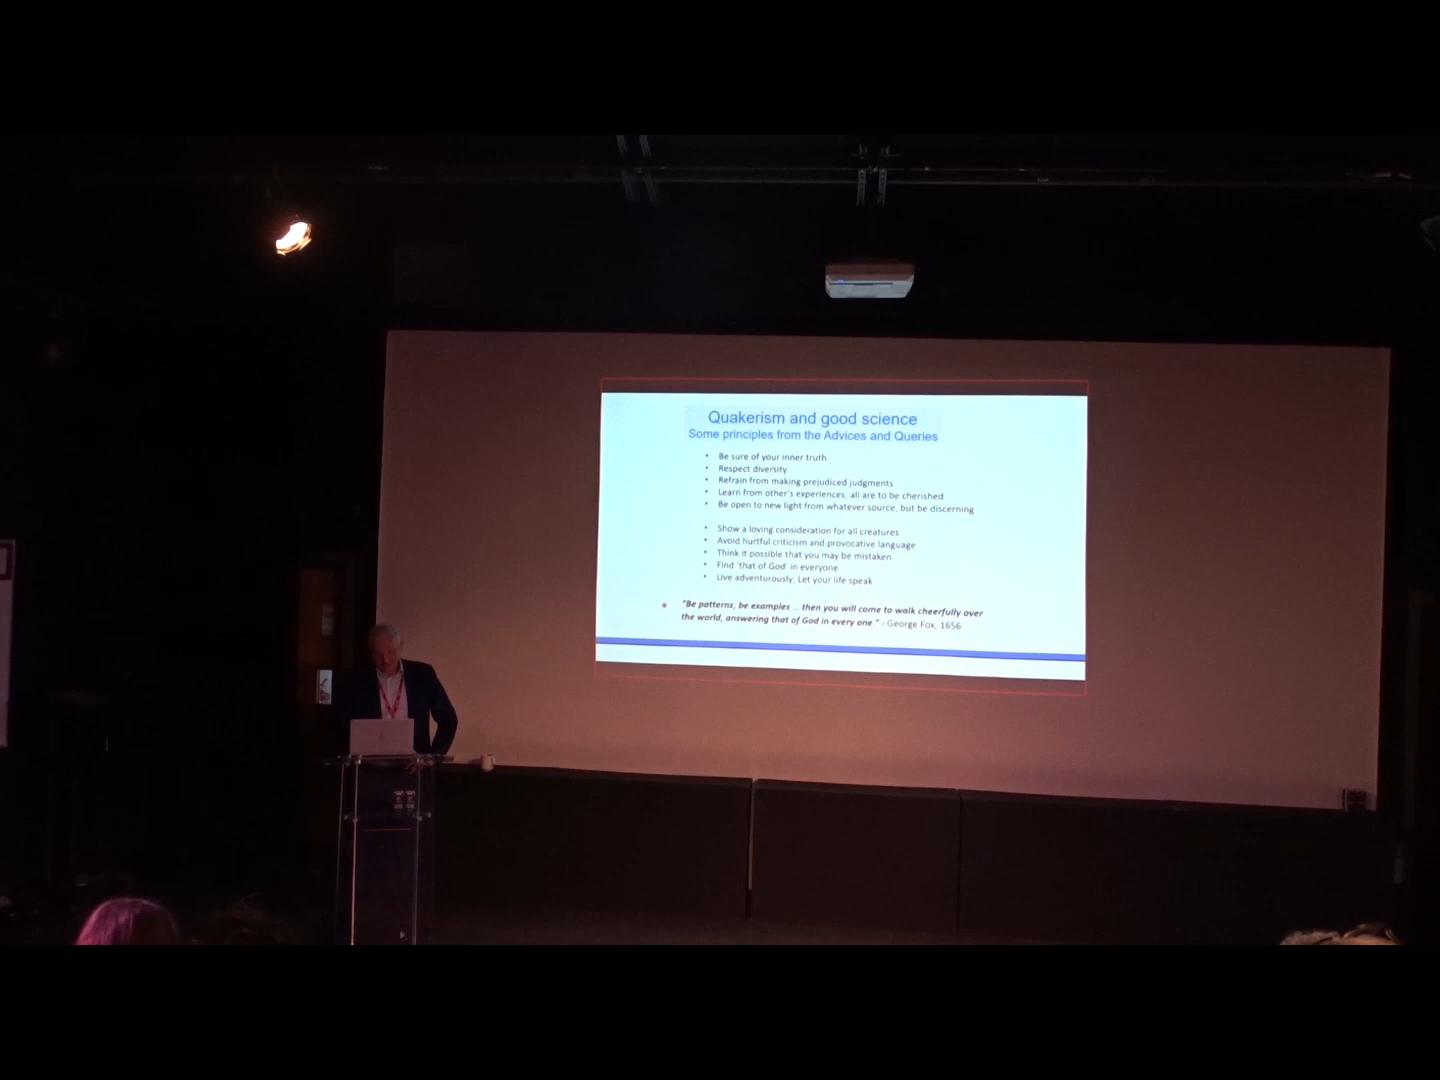 Quakerism and good science
Some principles from the Advices and Queries
• Be sure of your inner truth
• Respect diversity
• Refrain from making prejudiced judgments
• Learn from other's experiences; all are to be cherished
• Be open to new light from whatever source, but be discerning
• Show a loving consideration for all creatures
• Avoid hurtful criticism and provocative language
• Think it possible that you may be mistaken
• Find 'that of God' in everyone
• Live adventurously; Let your life speak
• "Be patterns, be examples ... then you will come to walk cheerfully over
the world, answering that of God in every one." - George Fox, 1656